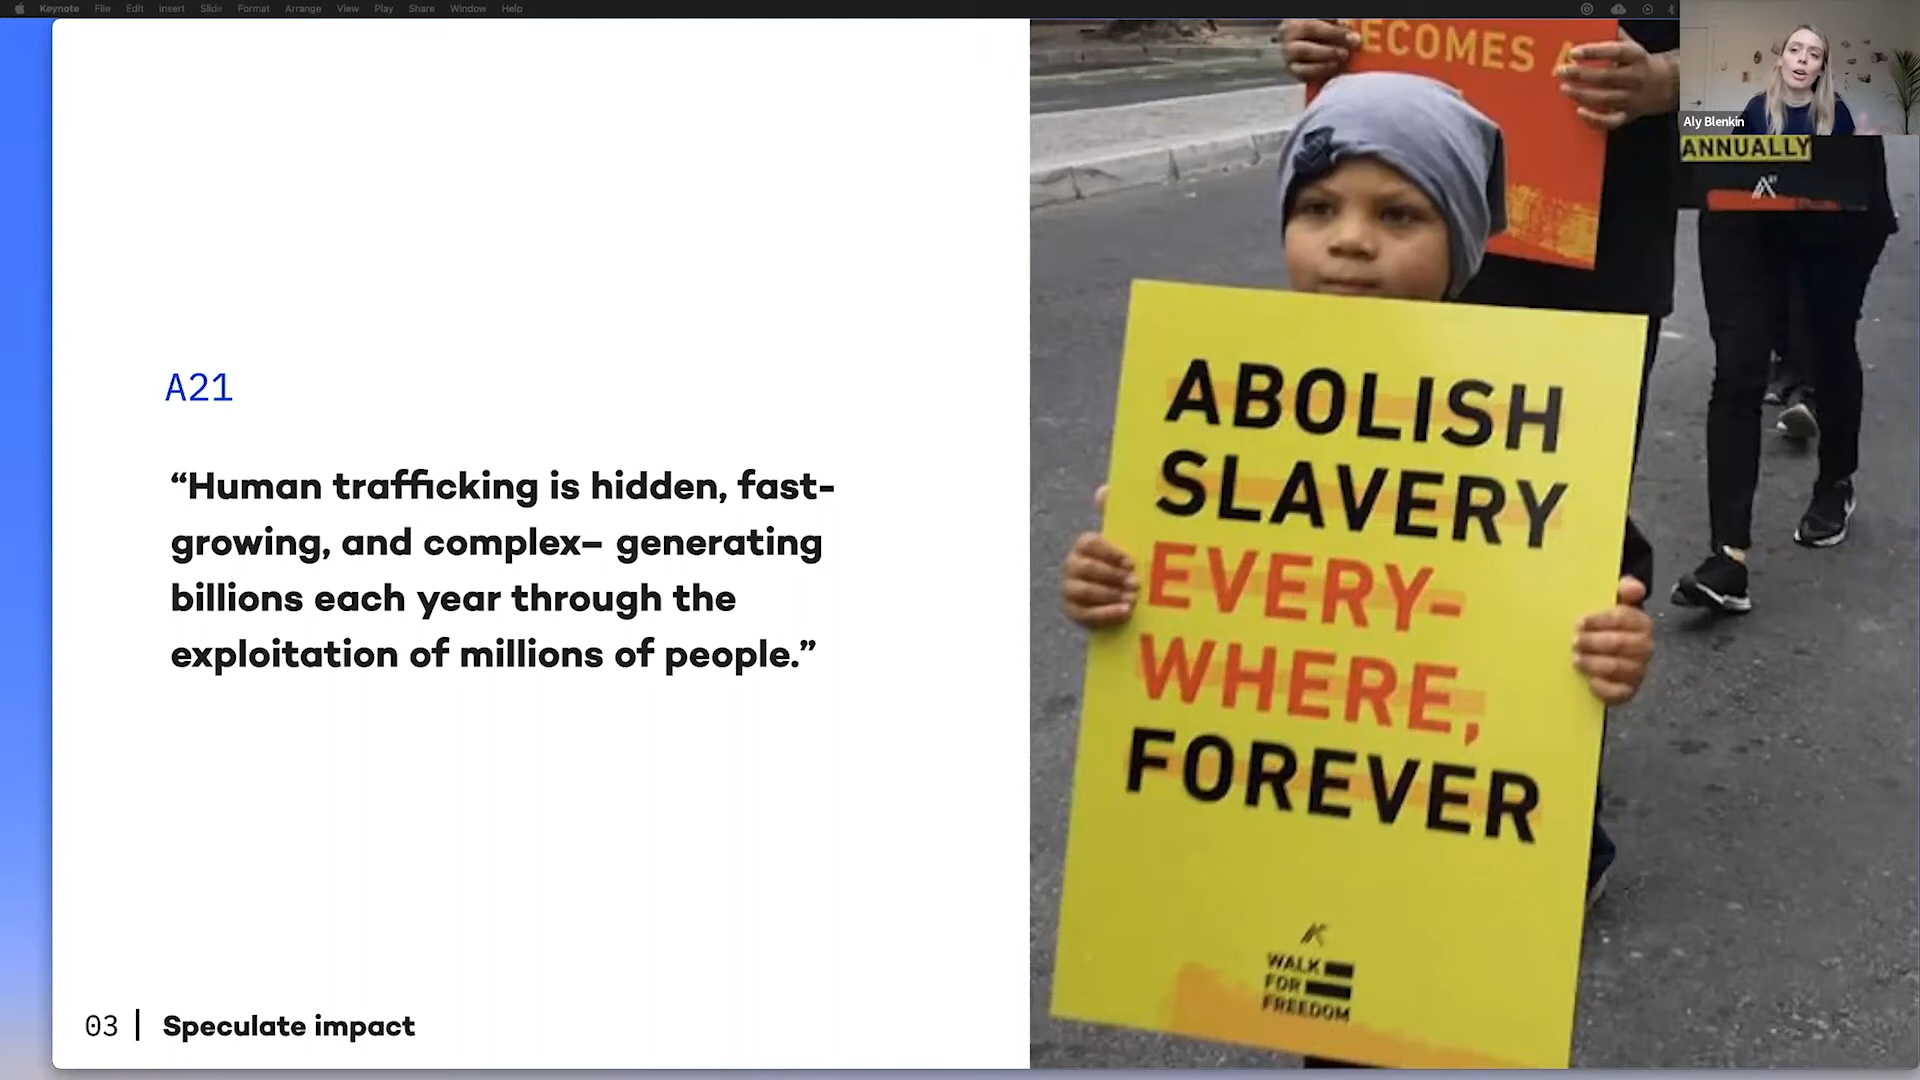 Keynote File Edit Insert Slide Format Arrange View Play Share Window Help
Aly Blenkin
A21
“Human trafficking is hidden, fast-
growing, and complex– generating
billions each year through the
exploitation of millions of people.”
03 | Speculate impact
ECOMES A
ANNUALLY
ABOLISH
SLAVERY
EVERY-
WHERE,
FOREVER
WALK
FOR
FREEDOM